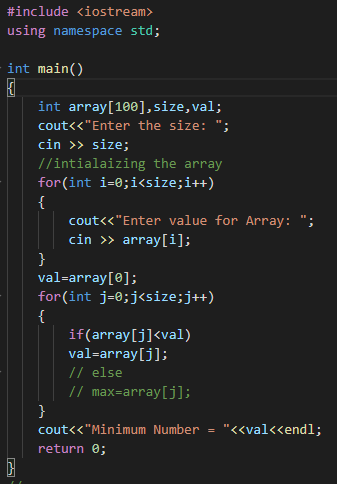 #include <iostream>
using namespace std;
int main()
{
int array[100],size,val;
cout<<"Enter the size: ";
cin >> size;
//intialaizing the array
for(int i=0;i<size;i++)
{
cout<<"Enter value for Array: ";
cin >> array[i];
}
val=array[0];
for(int j=0;j<size;j++)
{
if(array[j]<val)
val=array[j];
// else
// max=array[j];
}
cout<<"Minimum Number = "<<val<<endl;
return 0;
}